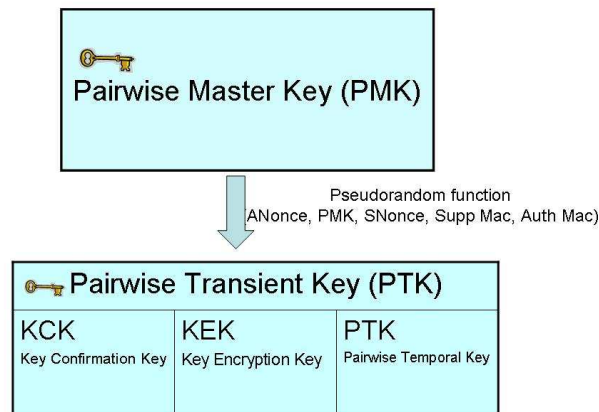 Pairwise Master Key (PMK)
Pseudorandom function
(ANonce, PMK, SNonce, Supp Mac, Auth Mac)
Pairwise Transient Key (PTK)
KCK
Key Confirmation Key
KEK
Key Encryption Key
PTK
Pairwise Temporal Key